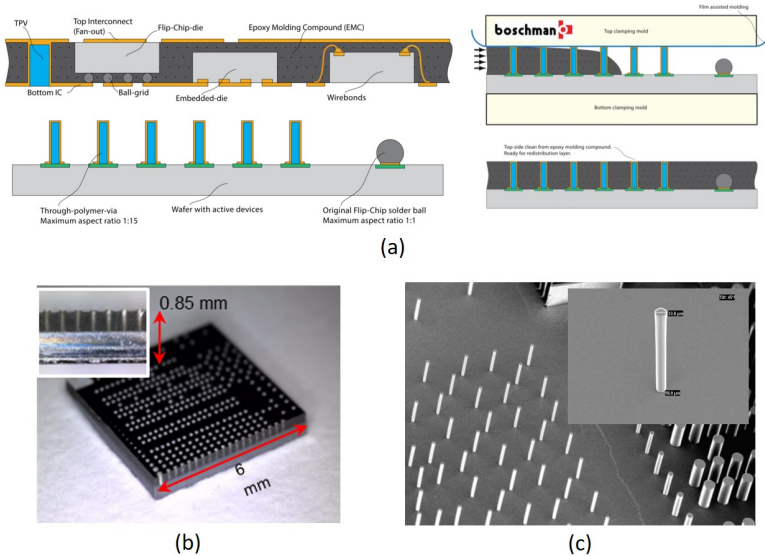 TPV
Top Interconnect
(Fan-out)
Flip-Chip-die
Epoxy Molding Compound (EMC)
Bottom IC
Ball-grid
Embedded-die
Wirebonds
Through-polymer-via
Maximum aspect ratio 1:15
Wafer with active devices
Original Flip-Chip solder ball
Maximum aspect ratio 1:1
Film assisted molding
boschman
Top clamping mold
Bottom clamping mold
Top-side clean from epoxy molding compound.
Ready for redistribution layer.
(a)
0.85 mm
6
mm
(b)
(c)